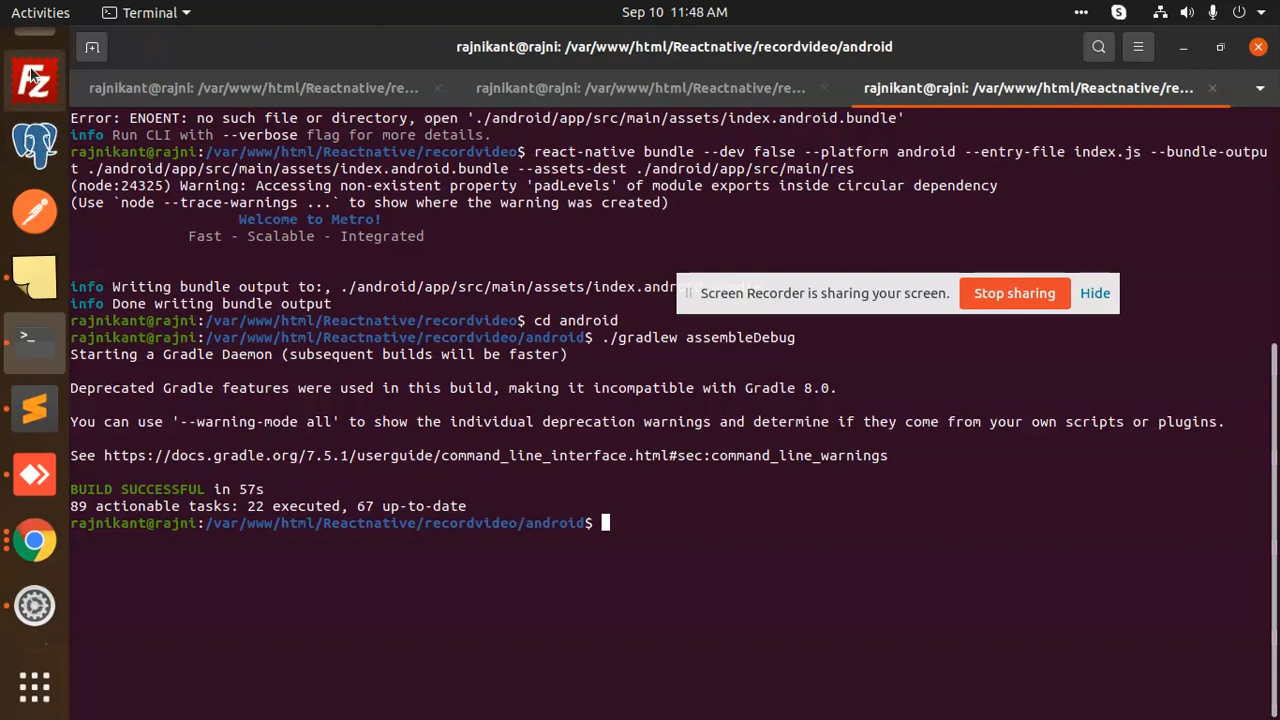 Activities
Terminal
Sep 10 11:48 AM
rajnikant@rajni: /var/www/html/Reactnative/recordvideo/android
rajnikant@rajni: /var/www/html/Reactnative/re...
rajnikant@rajni: /var/www/html/Reactnative/re...
rajnikant@rajni: /var/www/html/Reactnative/re...
Error: ENOENT: no such file or directory, open './android/app/src/main/assets/index.android.bundle'
info Run CLI with --verbose flag for more details.
rajnikant@rajni:/var/www/html/Reactnative/recordvideo$ react-native bundle --dev false --platform android --entry-file index.js --bundle-outpu
t ./android/app/src/main/assets/index.android.bundle --assets-dest ./android/app/src/main/res
(node:24325) Warning: Accessing non-existent property 'padLevels' of module exports inside circular dependency
(Use `node --trace-warnings ...` to show where the warning was created)
Welcome to Metro!
Fast - Scalable - Integrated
info Writing bundle output to:, ./android/app/src/main/assets/index.andr
Screen Recorder is sharing your screen.
Stop sharing
Hide
info Done writing bundle output
rajnikant@rajni:/var/www/html/Reactnative/recordvideo$ cd android
rajnikant@rajni:/var/www/html/Reactnative/recordvideo/android$ ./gradlew assembleDebug
Starting a Gradle Daemon (subsequent builds will be faster)
Deprecated Gradle features were used in this build, making it incompatible with Gradle 8.0.
You can use '--warning-mode all' to show the individual deprecation warnings and determine if they come from your own scripts or plugins.
See https://docs.gradle.org/7.5.1/userguide/command_line_interface.html#sec:command_line_warnings
BUILD SUCCESSFUL in 57s
89 actionable tasks: 22 executed, 67 up-to-date
rajnikant@rajni:/var/www/html/Reactnative/recordvideo/android$